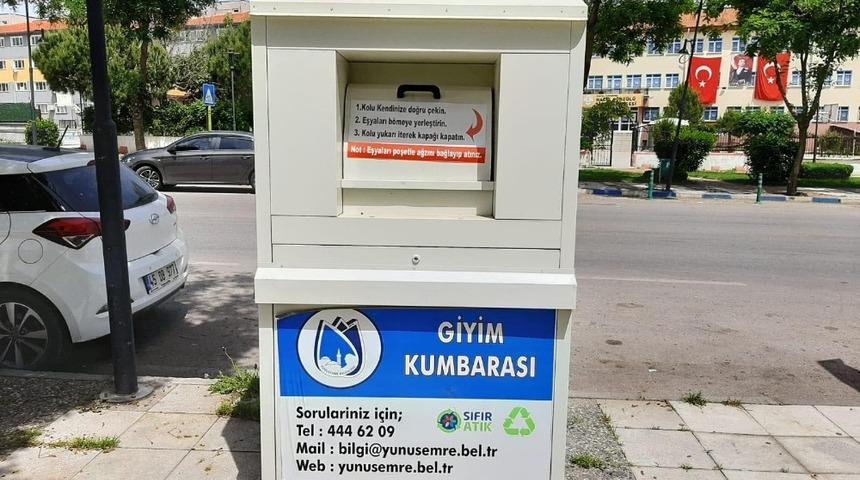 1.Kolu Kendinize doğru çekin.
2. Eşyaları bölmeye yerleştirin.
3. Kolu yukarı iterek kapağı kapatın.
Not : Eşyaları poşetle ağzını bağlayıp atınız.
GİYİM
KUMBARASI
Sorularınız için;
Tel : 444 62 09
SIFIR
ATIK
Mail : bilgi@yunusemre.bel.tr
Web : yunusemre.bel.tr